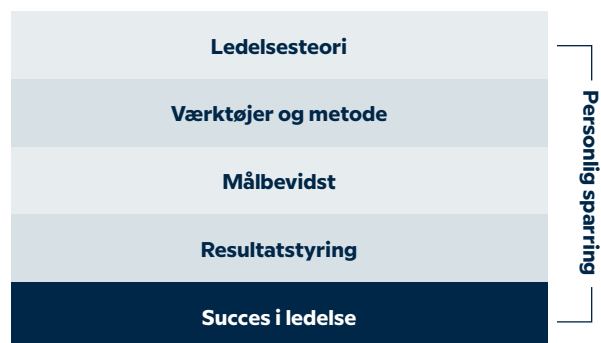 Ledelsesteori
Værktøjer og metode
Målbevidst
Resultatstyring
Succes i ledelse
Personlig sparring